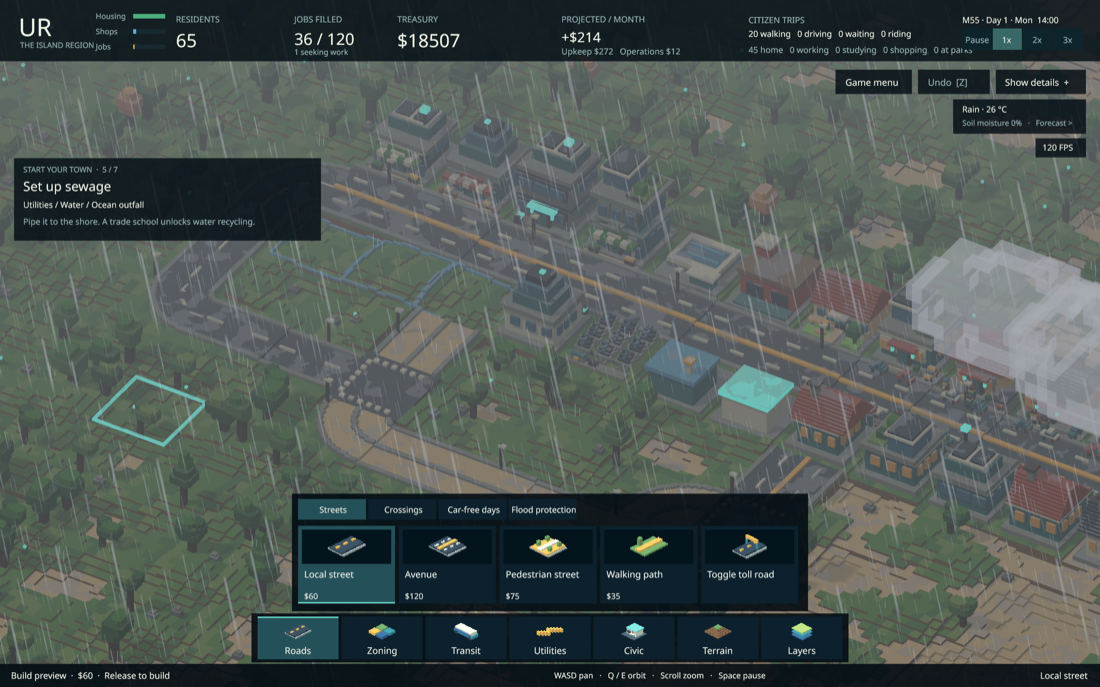 UR
THE ISLAND REGION
Housing
Shops
Jobs
RESIDENTS
65
JOBS FILLED
36 / 120
1 seeking work
TREASURY
$18507
PROJECTED / MONTH
+$214
Upkeep $272 Operations $12
CITIZEN TRIPS
20 walking 0 driving 0 waiting 0 riding
45 home 0 working 0 studying 0 shopping 0 at parks
M55 · Day 1 · Mon 14:00
Pause 1x 2x 3x
Game menu
Undo [Z]
Show details +
Rain · 26 °C
Soil moisture 0% · Forecast >
120 FPS
START YOUR TOWN · 5 / 7
Set up sewage
Utilities / Water / Ocean outfall
Pipe it to the shore. A trade school unlocks water recycling.
Streets Crossings Car-free days Flood protection
Local street
$60
Avenue
$120
Pedestrian street
$75
Walking path
$35
Toggle toll road
Roads Zoning Transit Utilities Civic Terrain Layers
Build preview · $60 · Release to build
WASD pan · Q / E orbit · Scroll zoom · Space pause
Local street